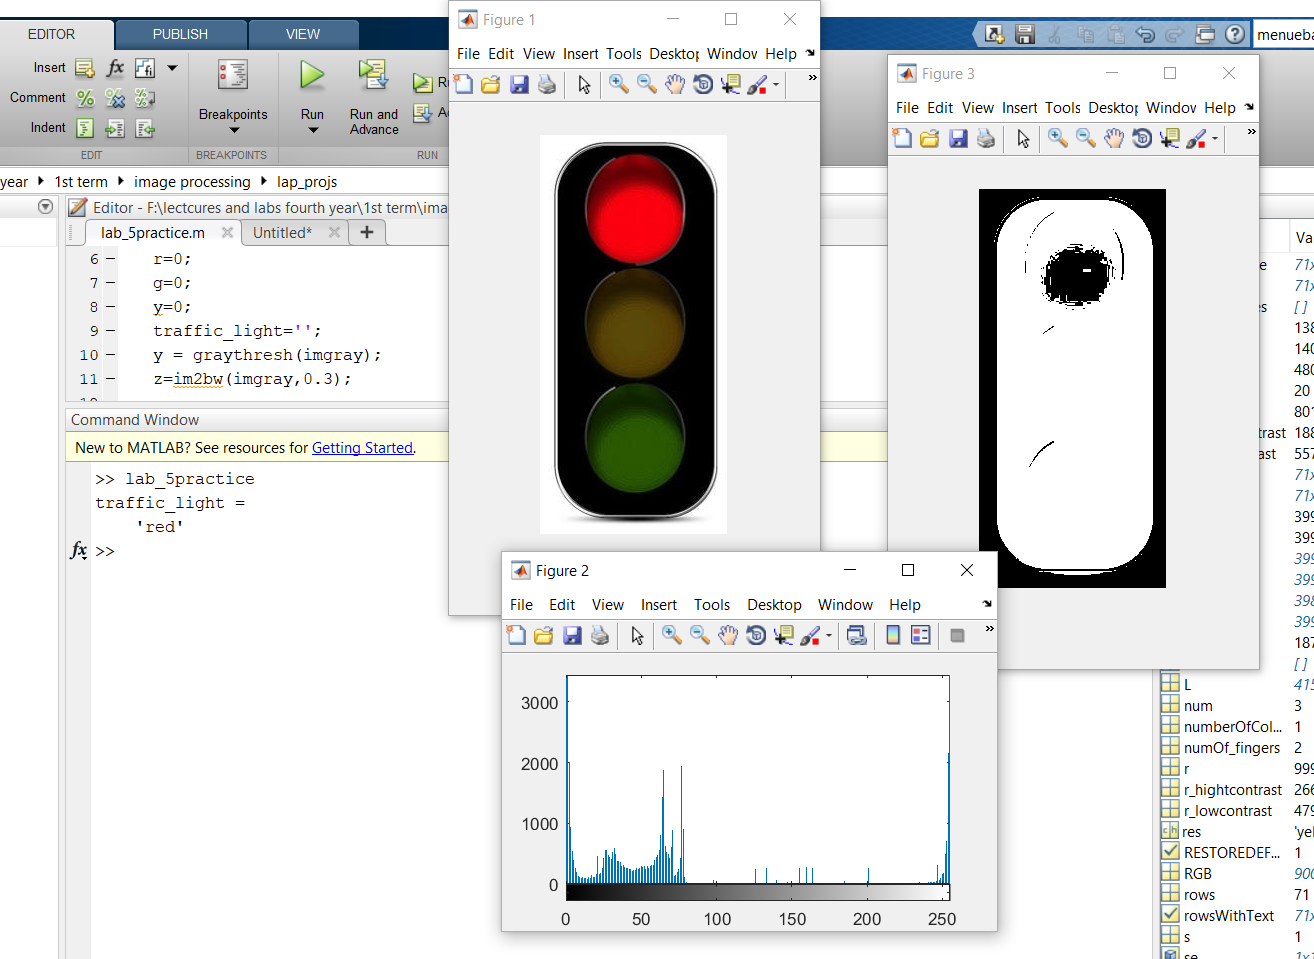 EDITOR
PUBLISH
VIEW
Insert
Comment
Indent
EDIT
Breakpoints
BREAKPOINTS
Run
Run and
Advance
RUN
year
1st term
image processing
lap_projs
Editor - F:\lectcures and labs fourth year\1st term\ima
lab_5practice.m
Untitled*
6
r=0;
7
g=0;
8
y=0;
9
traffic_light='';
10
y = graythresh(imgray);
11
z=im2bw(imgray,0.3);
Command Window
New to MATLAB? See resources for Getting Started.
>> lab_5practice
traffic_light =
'red'
fx >>
Figure 1
File Edit View Insert Tools Desktop Window Help
Figure 2
File Edit View Insert Tools Desktop Window Help
3000
2000
1000
0
0 50 100 150 200 250
Figure 3
File Edit View Insert Tools Desktop Window Help
menueba
Va
71x
71x
[ ]
138
140
480
20
801
trast 188
ast 557
71x
71x
399
399
399
399
398
399
187
[ ]
L 415
num 3
numberOfCol... 1
numOf_fingers 2
r 999
r_hightcontrast 266
r_lowcontrast 479
res 'yel
RESTOREDEF... 1
RGB 900
rows 71
rowsWithText 71x
s 1
se 1x1